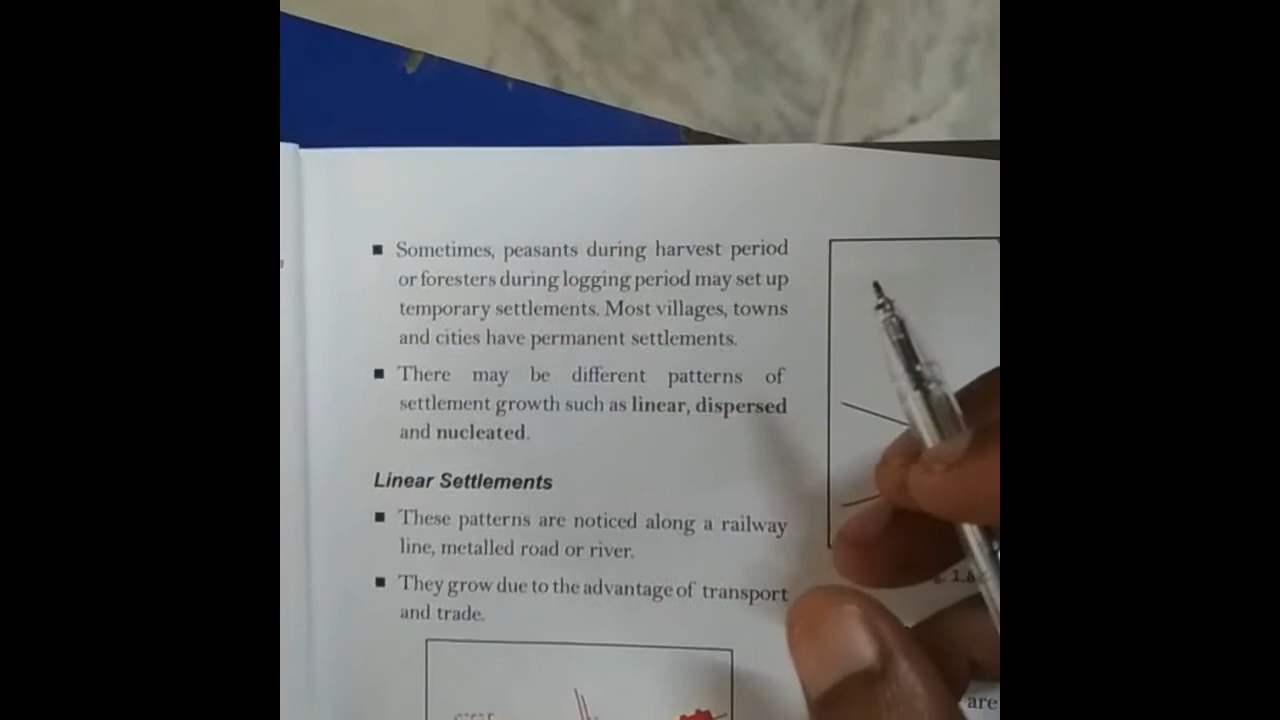 ■ Sometimes, peasants during harvest period
or foresters during logging period may set up
temporary settlements. Most villages, towns
and cities have permanent settlements.
■ There may be different patterns of
settlement growth such as linear, dispersed
and nucleated.
Linear Settlements
■ These patterns are noticed along a railway
line, metalled road or river.
■ They grow due to the advantage of transport
and trade.
are